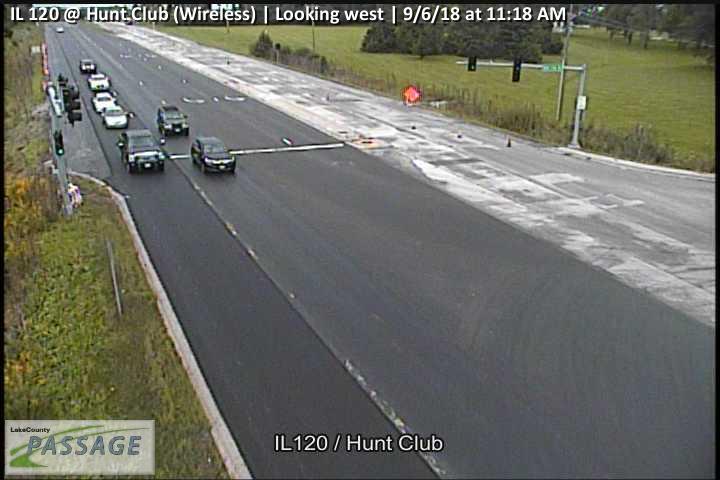 IL 120 @ Hunt Club (Wireless) | Looking west | 9/6/18 at 11:18 AM
IL120 / Hunt Club
LakeCounty
PASSAGE